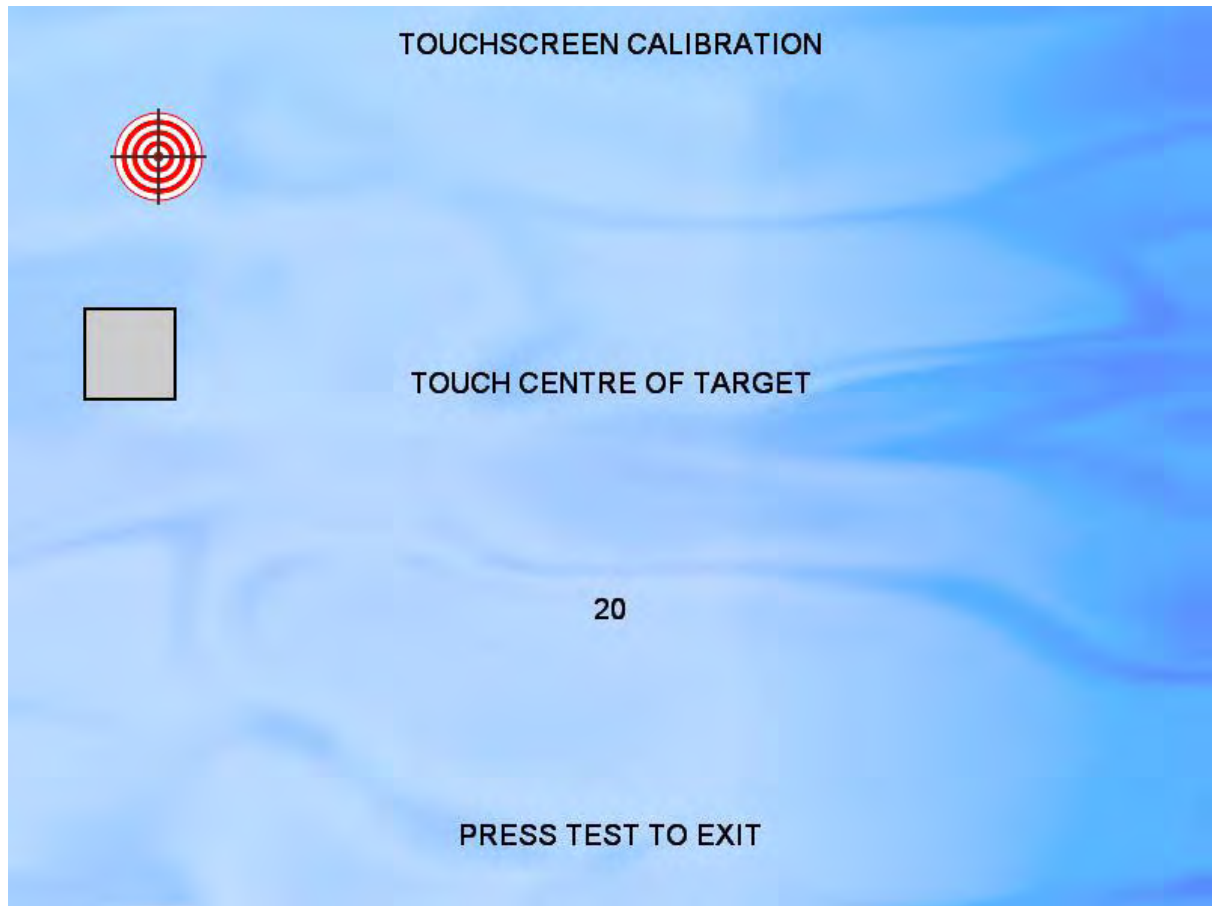 TOUCHSCREEN CALIBRATION
TOUCH CENTRE OF TARGET
20
PRESS TEST TO EXIT